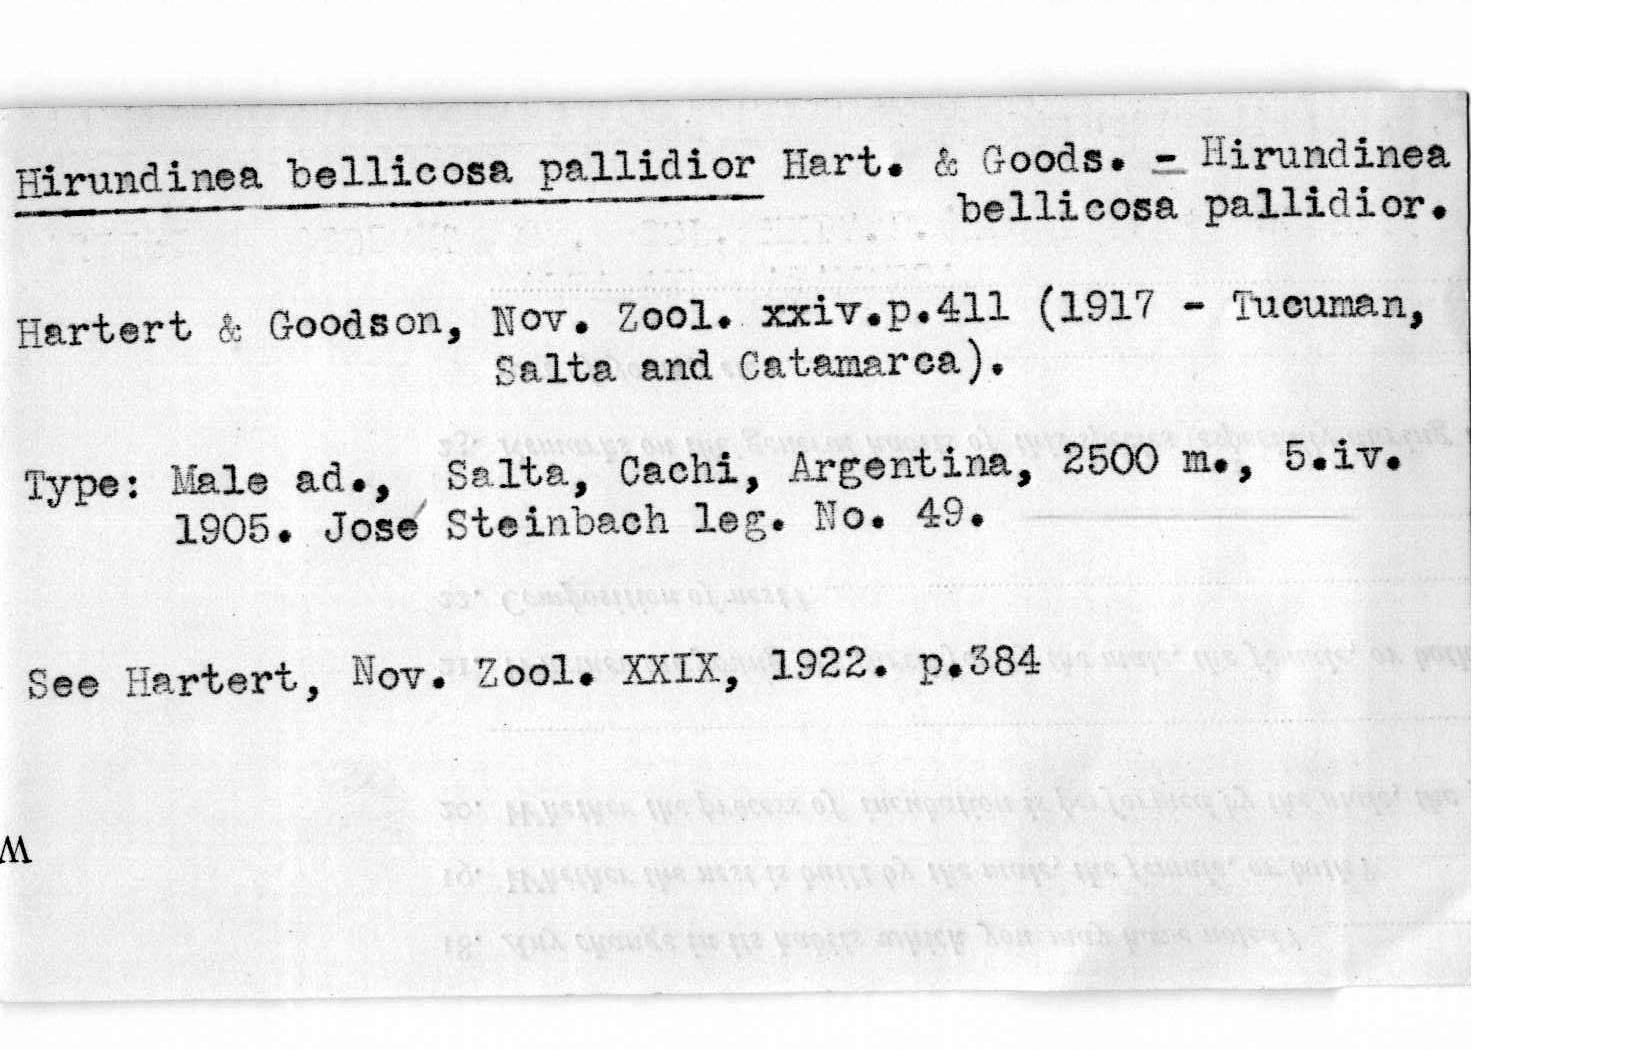 Hirundinea bellicosa pallidior Hart. & Goods. = Hirundinea
bellicosa pallidior.
Hartert & Goodson, Nov. Zool. xxiv.p.411 (1917 - Tucuman,
Salta and Catamarca).
Type: Male ad., Salta, Cachi, Argentina, 2500 m., 5.iv.
1905. José Steinbach leg. No. 49.
See Hartert, Nov. Zool. XXIX, 1922. p.384